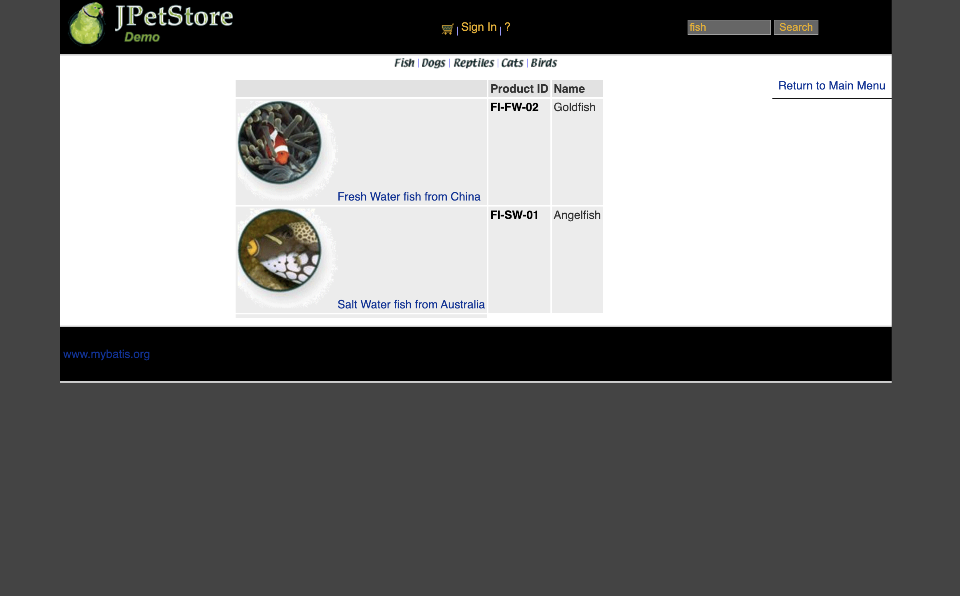 JPetStore
Demo
Sign In | ?
fish Search
Fish | Dogs | Reptiles | Cats | Birds
Return to Main Menu
Product ID Name
FI-FW-02 Goldfish
Fresh Water fish from China
FI-SW-01 Angelfish
Salt Water fish from Australia
www.mybatis.org